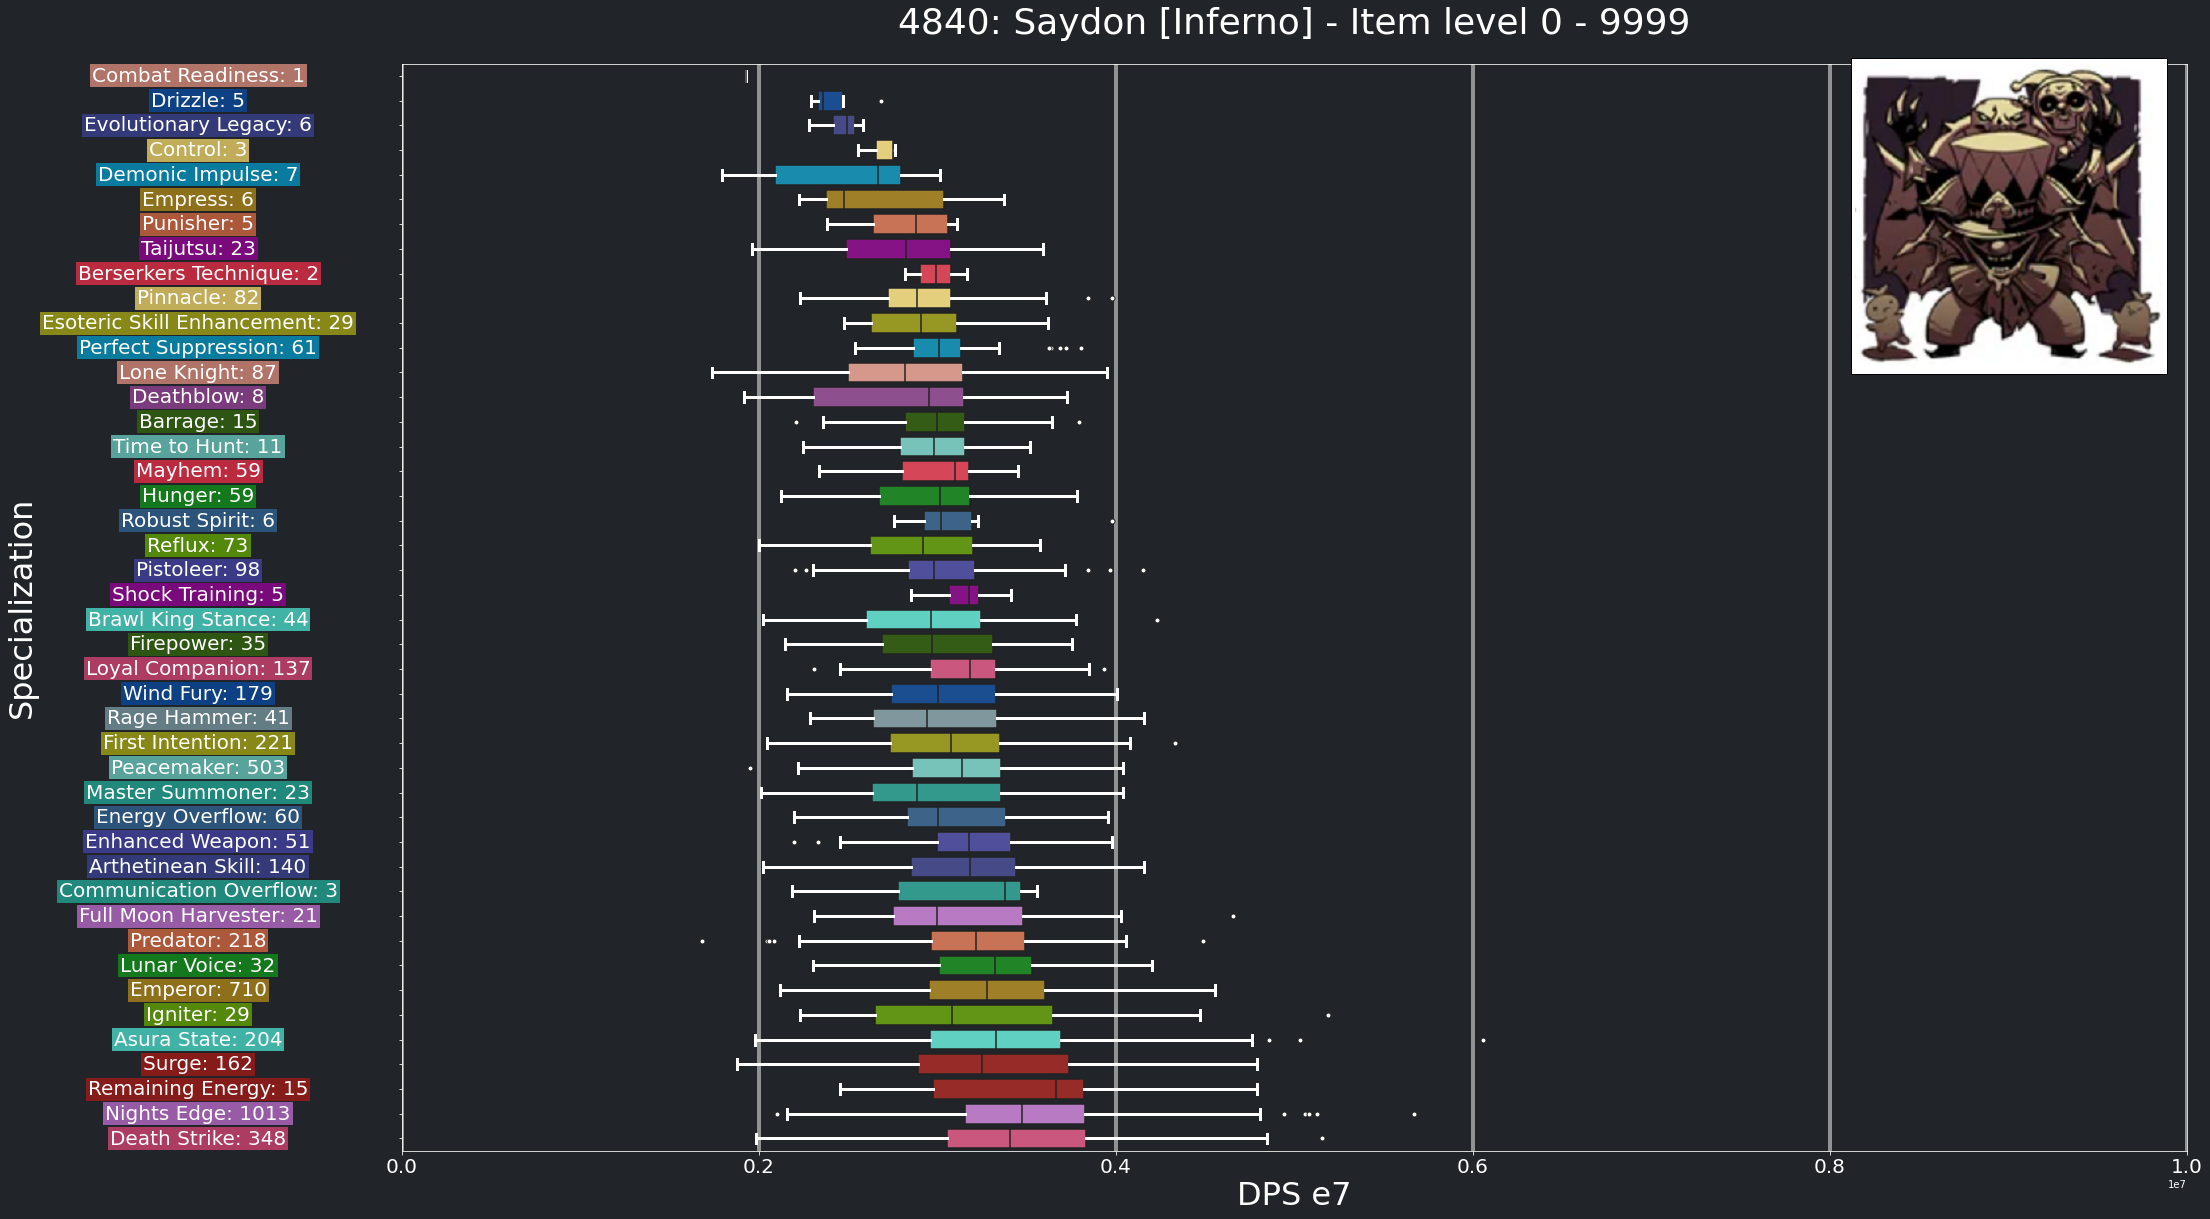 4840: Saydon [Inferno] - Item level 0 - 9999
Combat Readiness: 1
Drizzle: 5
Evolutionary Legacy: 6
Control: 3
Demonic Impulse: 7
Empress: 6
Punisher: 5
Taijutsu: 23
Berserkers Technique: 2
Pinnacle: 82
Esoteric Skill Enhancement: 29
Perfect Suppression: 61
Lone Knight: 87
Deathblow: 8
Barrage: 15
Time to Hunt: 11
Mayhem: 59
Hunger: 59
Robust Spirit: 6
Reflux: 73
Pistoleer: 98
Shock Training: 5
Brawl King Stance: 44
Firepower: 35
Loyal Companion: 137
Wind Fury: 179
Rage Hammer: 41
First Intention: 221
Peacemaker: 503
Master Summoner: 23
Energy Overflow: 60
Enhanced Weapon: 51
Arthetinean Skill: 140
Communication Overflow: 3
Full Moon Harvester: 21
Predator: 218
Lunar Voice: 32
Emperor: 710
Igniter: 29
Asura State: 204
Surge: 162
Remaining Energy: 15
Nights Edge: 1013
Death Strike: 348
Specialization
0.0 0.2 0.4 0.6 0.8 1.0
1e7
DPS e7